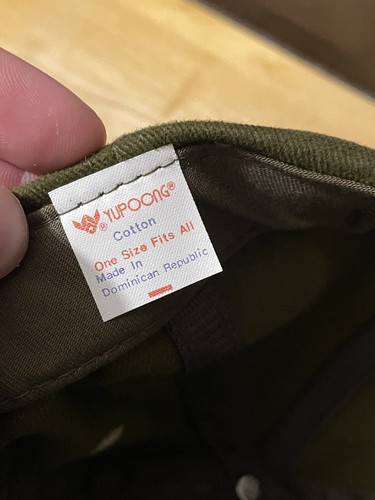 ® YUPOONG®
Cotton
One Size Fits All
Made In
Dominican Republic